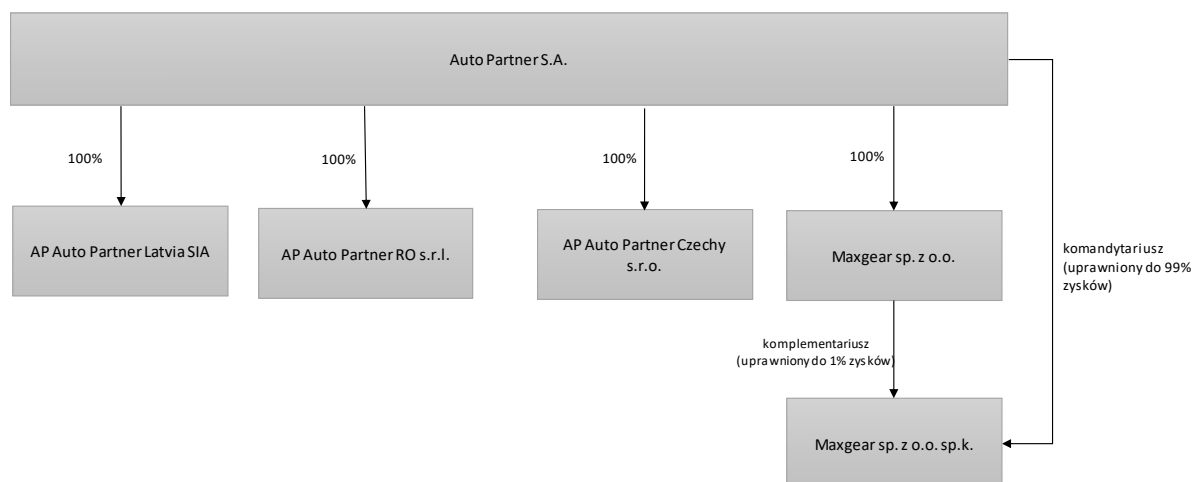 Auto Partner S.A.
100%
100%
100%
100%
AP Auto Partner Latvia SIA
AP Auto Partner RO s.r.l.
AP Auto Partner Czechy
s.r.o.
Maxgear sp. z o.o.
komandytariusz
(uprawniony do 99%
zysków)
komplementariusz
(uprawniony do 1% zysków)
Maxgear sp. z o.o. sp.k.